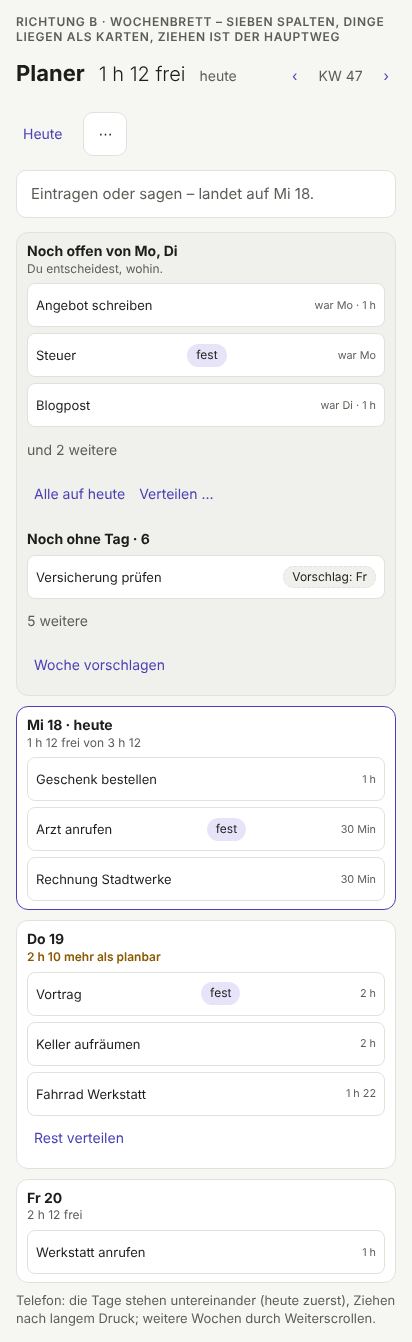 RICHTUNG B · WOCHENBRETT – SIEBEN SPALTEN, DINGE
LIEGEN ALS KARTEN, ZIEHEN IST DER HAUPTWEG
Planer 1 h 12 frei heute ‹ KW 47 ›
Heute ...
Eintragen oder sagen – landet auf Mi 18.
Noch offen von Mo, Di
Du entscheidest, wohin.
Angebot schreiben war Mo · 1 h
Steuer fest war Mo
Blogpost war Di · 1 h
und 2 weitere
Alle auf heute Verteilen ...
Noch ohne Tag · 6
Versicherung prüfen Vorschlag: Fr
5 weitere
Woche vorschlagen
Mi 18 · heute
1 h 12 frei von 3 h 12
Geschenk bestellen 1 h
Arzt anrufen fest 30 Min
Rechnung Stadtwerke 30 Min
Do 19
2 h 10 mehr als planbar
Vortrag fest 2 h
Keller aufräumen 2 h
Fahrrad Werkstatt 1 h 22
Rest verteilen
Fr 20
2 h 12 frei
Werkstatt anrufen 1 h
Telefon: die Tage stehen untereinander (heute zuerst), Ziehen
nach langem Druck; weitere Wochen durch Weiterscrollen.